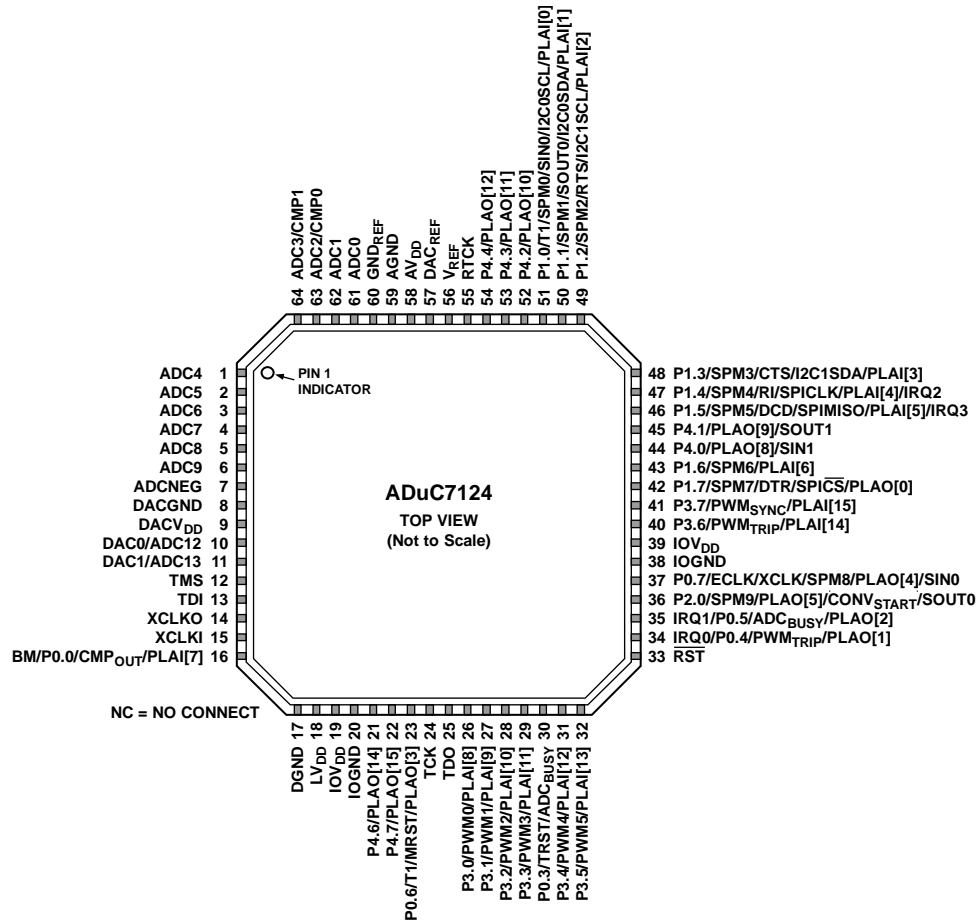 64 ADC3/CMP1
63 ADC2/CMP0
62 ADC1
61 ADC0
60 GNDREF
59 AGND
58 AVDD
57 DACREF
56 VREF
55 RTCK
54 P4.4/PLAO[12]
53 P4.3/PLAO[11]
52 P4.2/PLAO[10]
51 P1.0/T1/SPM0/SIN0/I2C0SCL/PLAI[0]
50 P1.1/SPM1/SOUT0/I2C0SDA/PLAI[1]
49 P1.2/SPM2/RTS/I2C1SCL/PLAI[2]
ADC4 1
ADC5 2
ADC6 3
ADC7 4
ADC8 5
ADC9 6
ADCNEG 7
DACGND 8
DACVDD 9
DAC0/ADC12 10
DAC1/ADC13 11
TMS 12
TDI 13
XCLKO 14
XCLKI 15
BM/P0.0/CMPOUT/PLAI[7] 16
PIN 1
INDICATOR
ADuC7124
TOP VIEW
(Not to Scale)
48 P1.3/SPM3/CTS/I2C1SDA/PLAI[3]
47 P1.4/SPM4/RI/SPICLK/PLAI[4]/IRQ2
46 P1.5/SPM5/DCD/SPIMISO/PLAI[5]/IRQ3
45 P4.1/PLAO[9]/SOUT1
44 P4.0/PLAO[8]/SIN1
43 P1.6/SPM6/PLAI[6]
42 P1.7/SPM7/DTR/SPICS/PLAO[0]
41 P3.7/PWMSYNC/PLAI[15]
40 P3.6/PWMTRIP/PLAI[14]
39 IOVDD
38 IOGND
37 P0.7/ECLK/XCLK/SPM8/PLAO[4]/SIN0
36 P2.0/SPM9/PLAO[5]/CONVSTART/SOUT0
35 IRQ1/P0.5/ADCBUSY/PLAO[2]
34 IRQ0/P0.4/PWMTRIP/PLAO[1]
33 RST
NC = NO CONNECT
DGND 17
LVDD 18
IOVDD 19
IOGND 20
P4.6/PLAO[14] 21
P4.7/PLAO[15] 22
P0.6/T1/MRST/PLAO[3] 23
TCK 24
TDO 25
P3.0/PWM0/PLAI[8] 26
P3.1/PWM1/PLAI[9] 27
P3.2/PWM2/PLAI[10] 28
P3.3/PWM3/PLAI[11] 29
P0.3/TRST/ADCBUSY 30
P3.4/PWM4/PLAI[12] 31
P3.5/PWM5/PLAI[13] 32